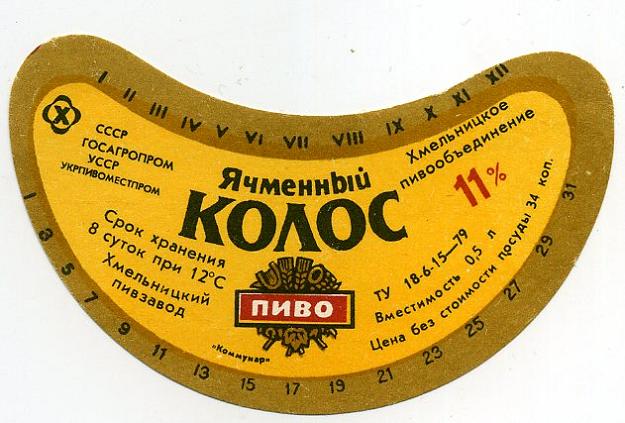 I II III IV V VI VII VIII IX X XI XII
Х
СССР
ГОСАГРОПРОМ
УССР
УКРПИВОМЕСТПРОМ
Срок хранения
8 суток при 12°С
Хмельницкий
пивзавод
Ячменный
КОЛОС
ПИВО
„Коммунар"
Хмельницкое
пивообъединение
11%
ТУ 18-6-15—79
Вместимость 0,5 л
Цена без стоимости посуды 34 коп.
1 3 5 7 9 11 13 15 17 19 21 23 25 27 29 31